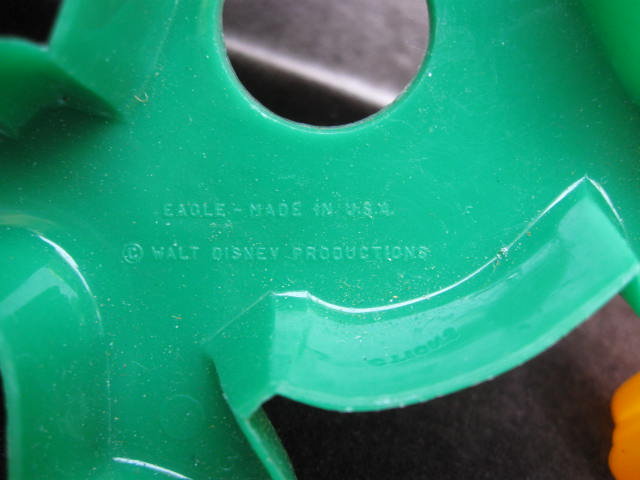 EAGLE - MADE IN U.S.A.
© WALT DISNEY PRODUCTIONS